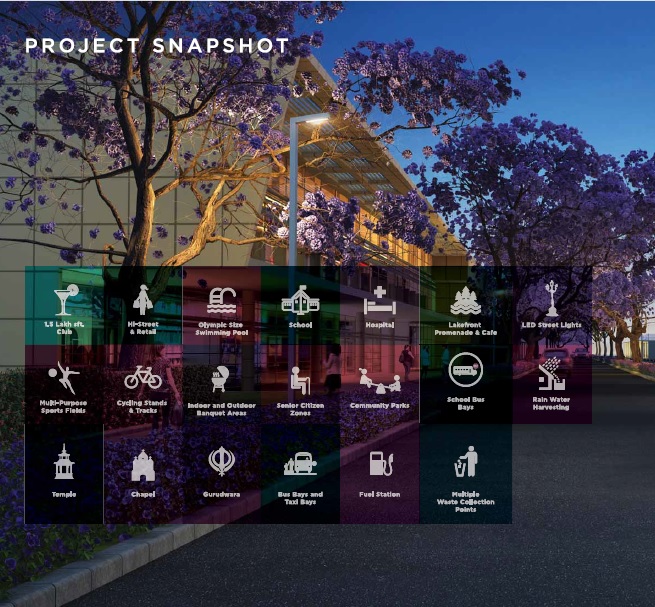 PROJECT SNAPSHOT
1.5 Lakh sft.
Club
Hi-Street
& Retail
Olympic Size
Swimming Pool
School
Hospital
Lakefront
Promenade & Cafe
LED Street Lights
Multi-Purpose
Sports Fields
Cycling Stands
& Tracks
Indoor and Outdoor
Banquet Areas
Senior Citizen
Zones
Community Parks
School Bus
Bays
Rain Water
Harvesting
Temple
Chapel
Gurudwara
Bus Bays and
Taxi Bays
Fuel Station
Multiple
Waste Collection
Points